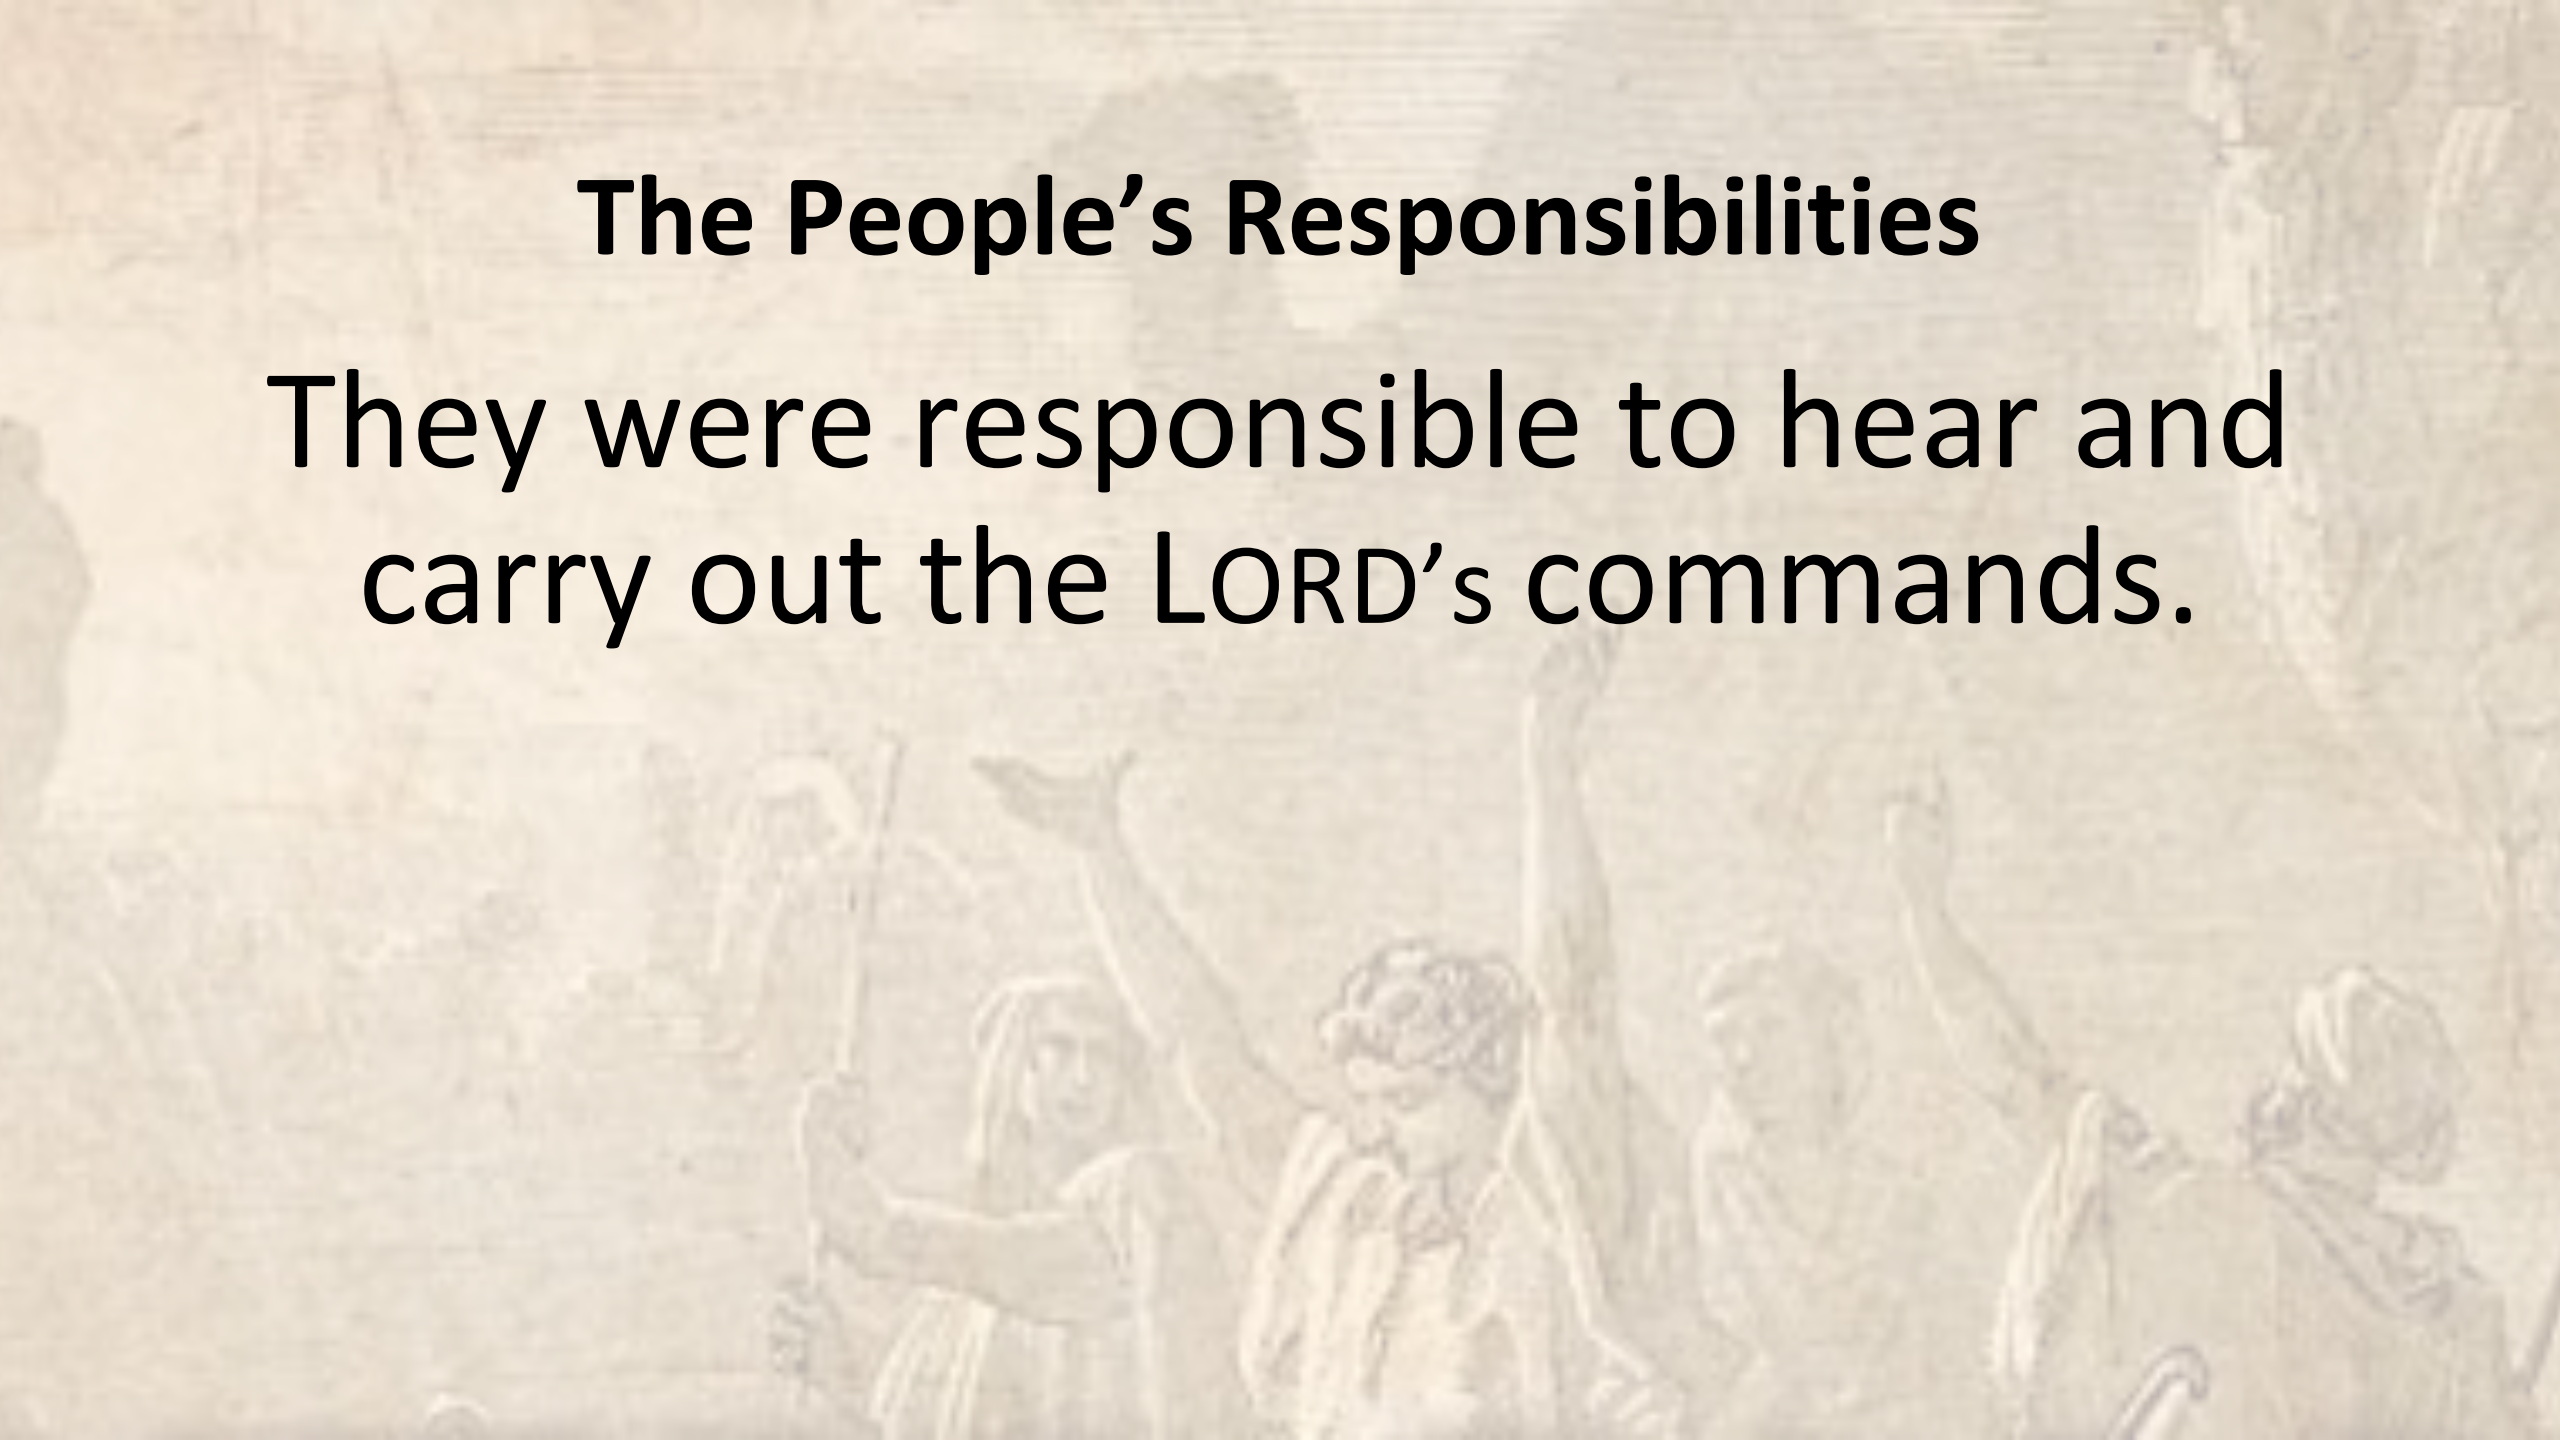 The People’s Responsibilities
They were responsible to hear and
carry out the LORD’s commands.